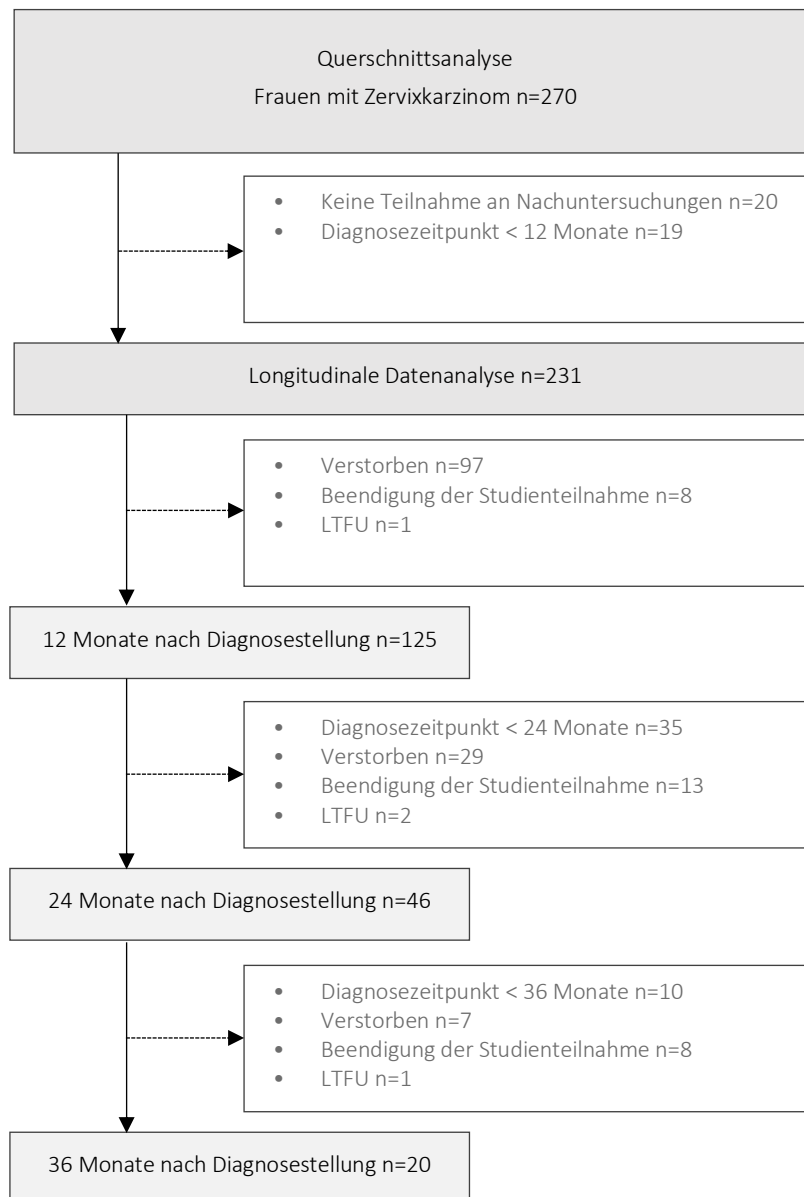 Querschnittsanalyse
Frauen mit Zervixkarzinom n=270
• Keine Teilnahme an Nachuntersuchungen n=20
• Diagnosezeitpunkt < 12 Monate n=19
Longitudinale Datenanalyse n=231
• Verstorben n=97
• Beendigung der Studienteilnahme n=8
• LTFU n=1
12 Monate nach Diagnosestellung n=125
• Diagnosezeitpunkt < 24 Monate n=35
• Verstorben n=29
• Beendigung der Studienteilnahme n=13
• LTFU n=2
24 Monate nach Diagnosestellung n=46
• Diagnosezeitpunkt < 36 Monate n=10
• Verstorben n=7
• Beendigung der Studienteilnahme n=8
• LTFU n=1
36 Monate nach Diagnosestellung n=20